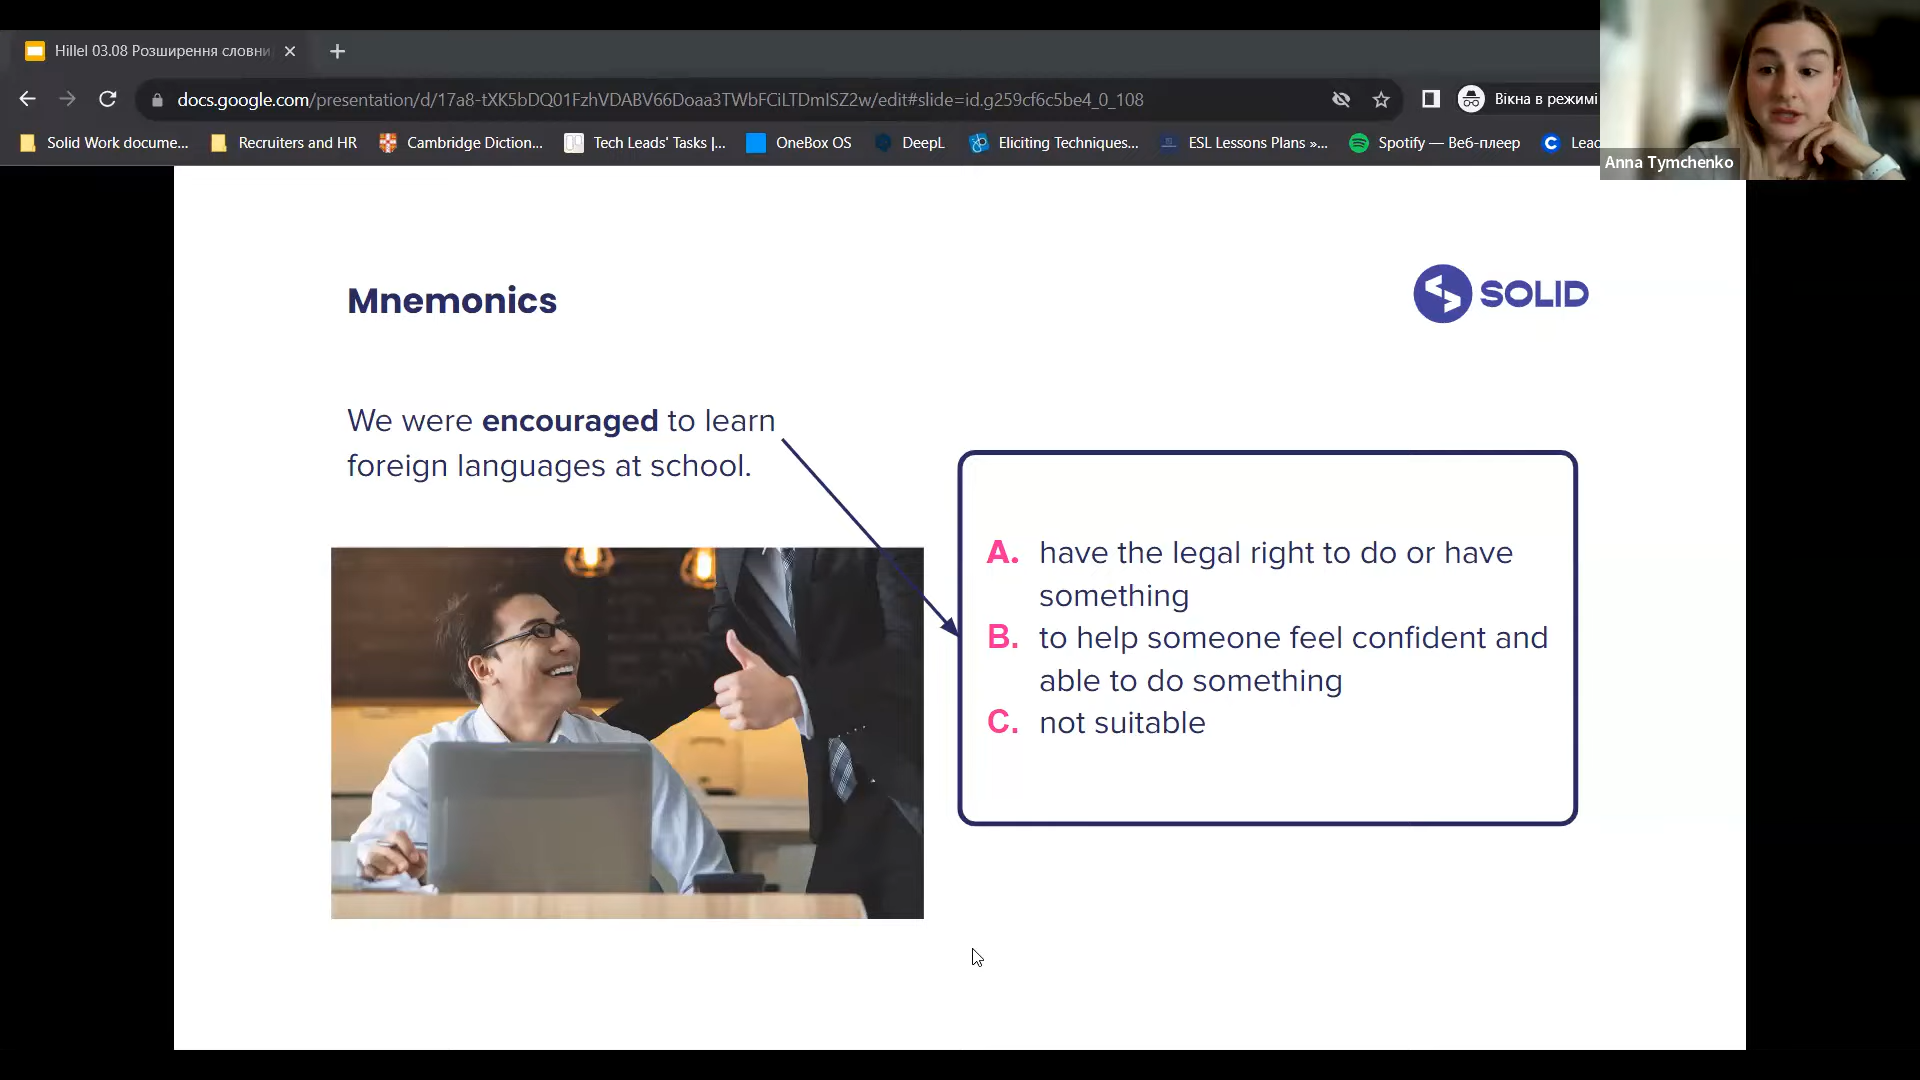 Hillel 03.08 Розширення словни
docs.google.com/presentation/d/17a8-tXK5bDQ01FzhVDABV66Doaa3TWbFCiLTDmISZ2w/edit#slide=id.g259cf6c5be4_0_108
Вікна в режимі
Solid Work docume... Recruiters and HR Cambridge Diction... Tech Leads' Tasks |... OneBox OS DeepL Eliciting Techniques... ESL Lessons Plans »... Spotify — Веб-плеер Lea
Anna Tymchenko
Mnemonics
SOLID
We were encouraged to learn
foreign languages at school.
A. have the legal right to do or have
something
B. to help someone feel confident and
able to do something
C. not suitable